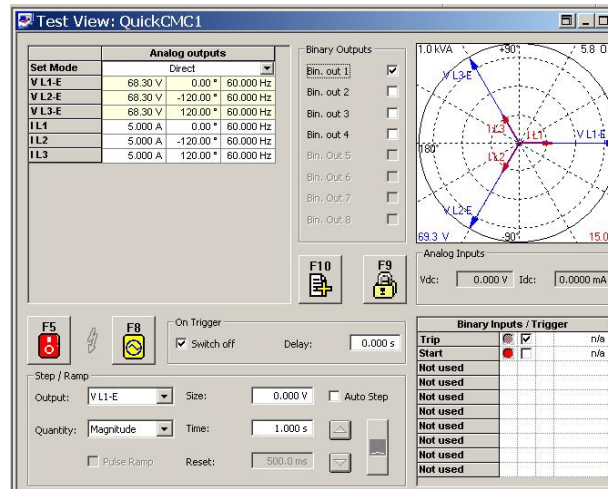 Test View: QuickCMC1
Analog outputs
Set Mode Direct
V L1-E 68.30 V 0.00 ° 60.000 Hz
V L2-E 68.30 V -120.00 ° 60.000 Hz
V L3-E 68.30 V 120.00 ° 60.000 Hz
I L1 5.000 A 0.00 ° 60.000 Hz
I L2 5.000 A -120.00 ° 60.000 Hz
I L3 5.000 A 120.00 ° 60.000 Hz
Binary Outputs
Bin. out 1
Bin. out 2
Bin. out 3
Bin. out 4
Bin. Out 5
Bin. Out 6
Bin. Out 7
Bin. Out 8
1.0 kVA +90° 5.8
V L3-E
I L3 I L1 V L1-E
180°
I L2
V L2-E
69.3 V -90° 15.0
F10 F9
Analog Inputs
Vdc: 0.000 V Idc: 0.0000 mA
F5 F8
On Trigger
Switch off Delay: 0.000 s
Binary Inputs / Trigger
Trip n/a
Start n/a
Not used
Not used
Not used
Not used
Not used
Not used
Not used
Not used
Step / Ramp
Output: V L1-E Size: 0.000 V Auto Step
Quantity: Magnitude Time: 1.000 s
Pulse Ramp Reset: 500.0 ms